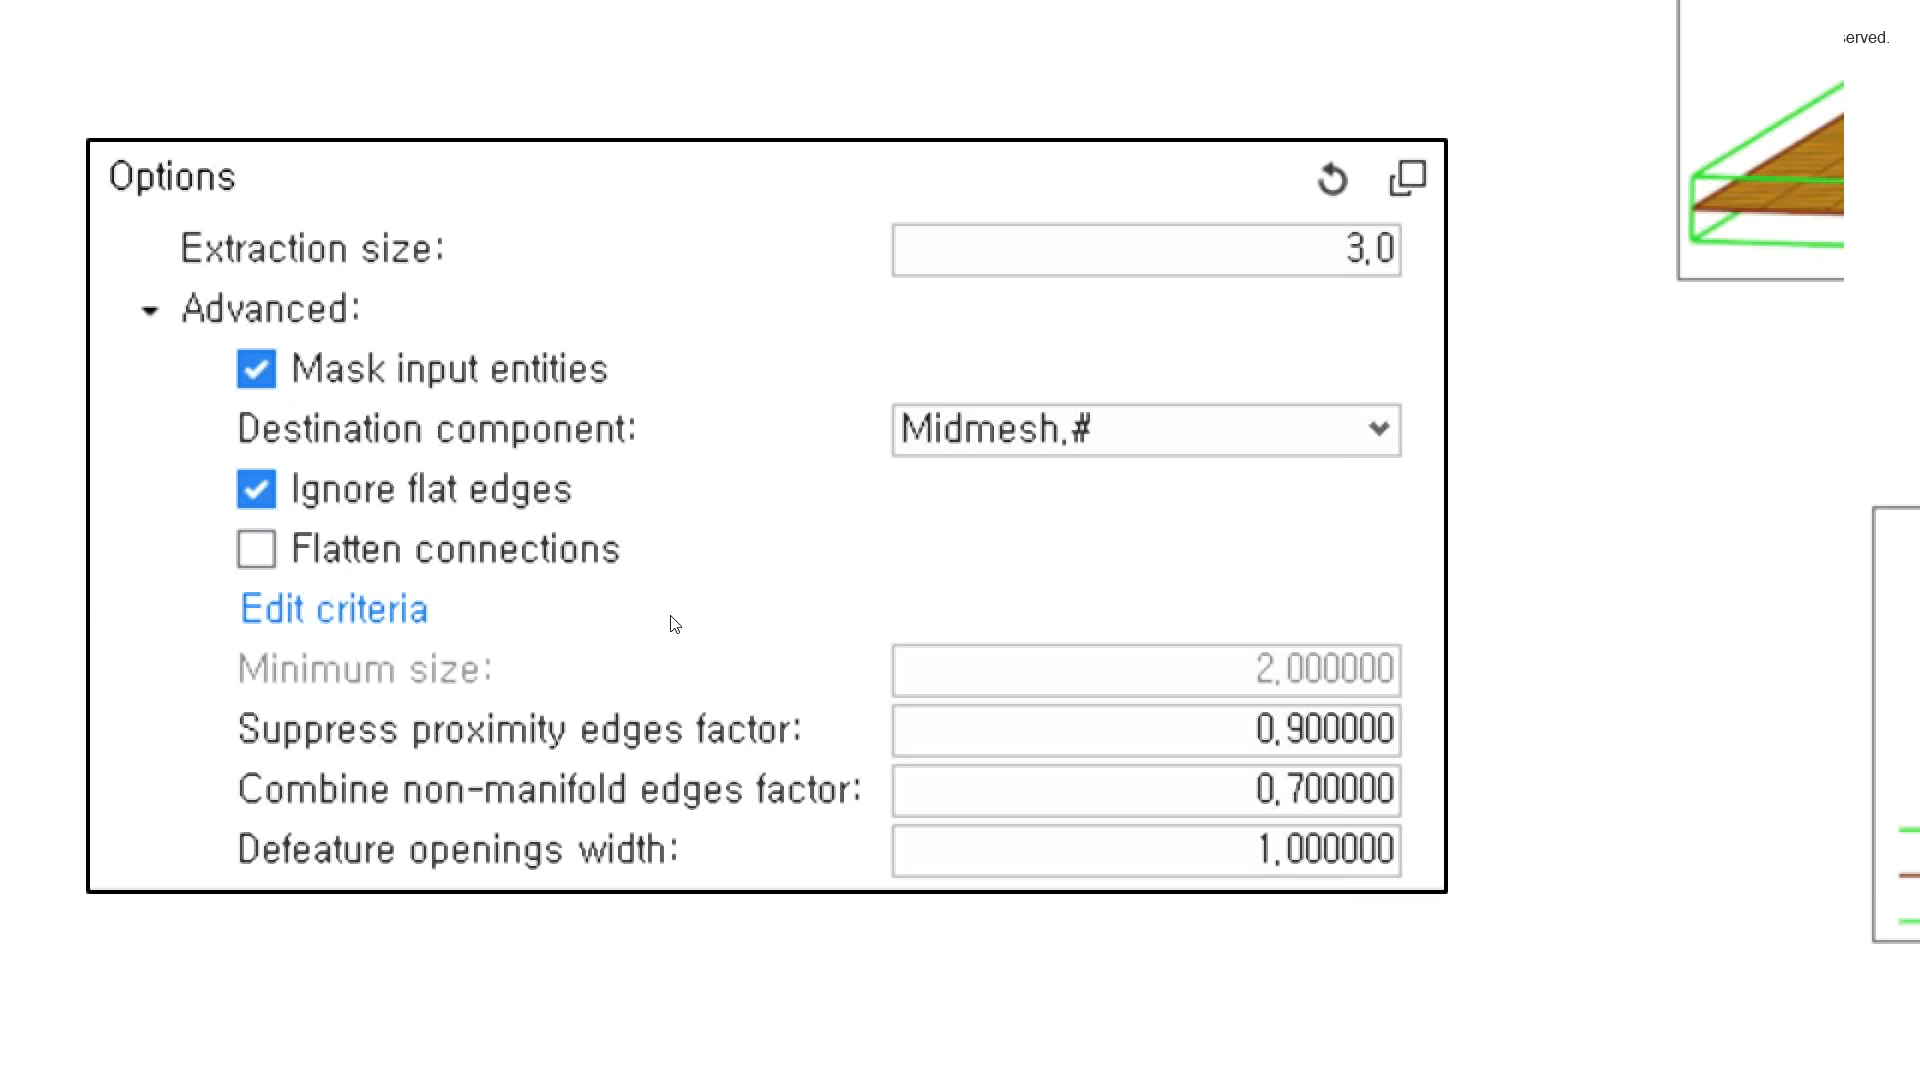 served.
Options
Extraction size: 3.0
Advanced:
Mask input entities
Destination component: Midmesh.#
Ignore flat edges
Flatten connections
Edit criteria
Minimum size: 2.000000
Suppress proximity edges factor: 0.900000
Combine non-manifold edges factor: 0.700000
Defeature openings width: 1.000000